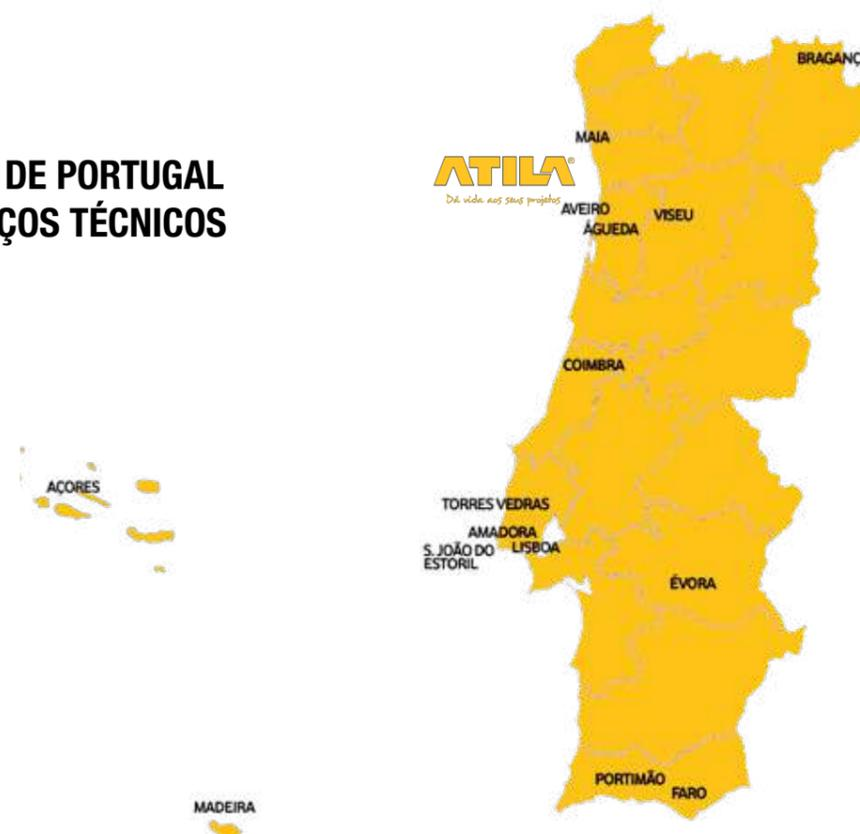 DE PORTUGAL
ÇOS TÉCNICOS
ATILA®
Dá vida aos seus projetos
BRAGANÇ
MAIA
AVEIRO
ÁGUEDA
VISEU
COIMBRA
AÇORES
TORRES VEDRAS
AMADORA
LISBOA
S. JOÃO DO
ESTORIL
ÉVORA
PORTIMÃO
FARO
MADEIRA